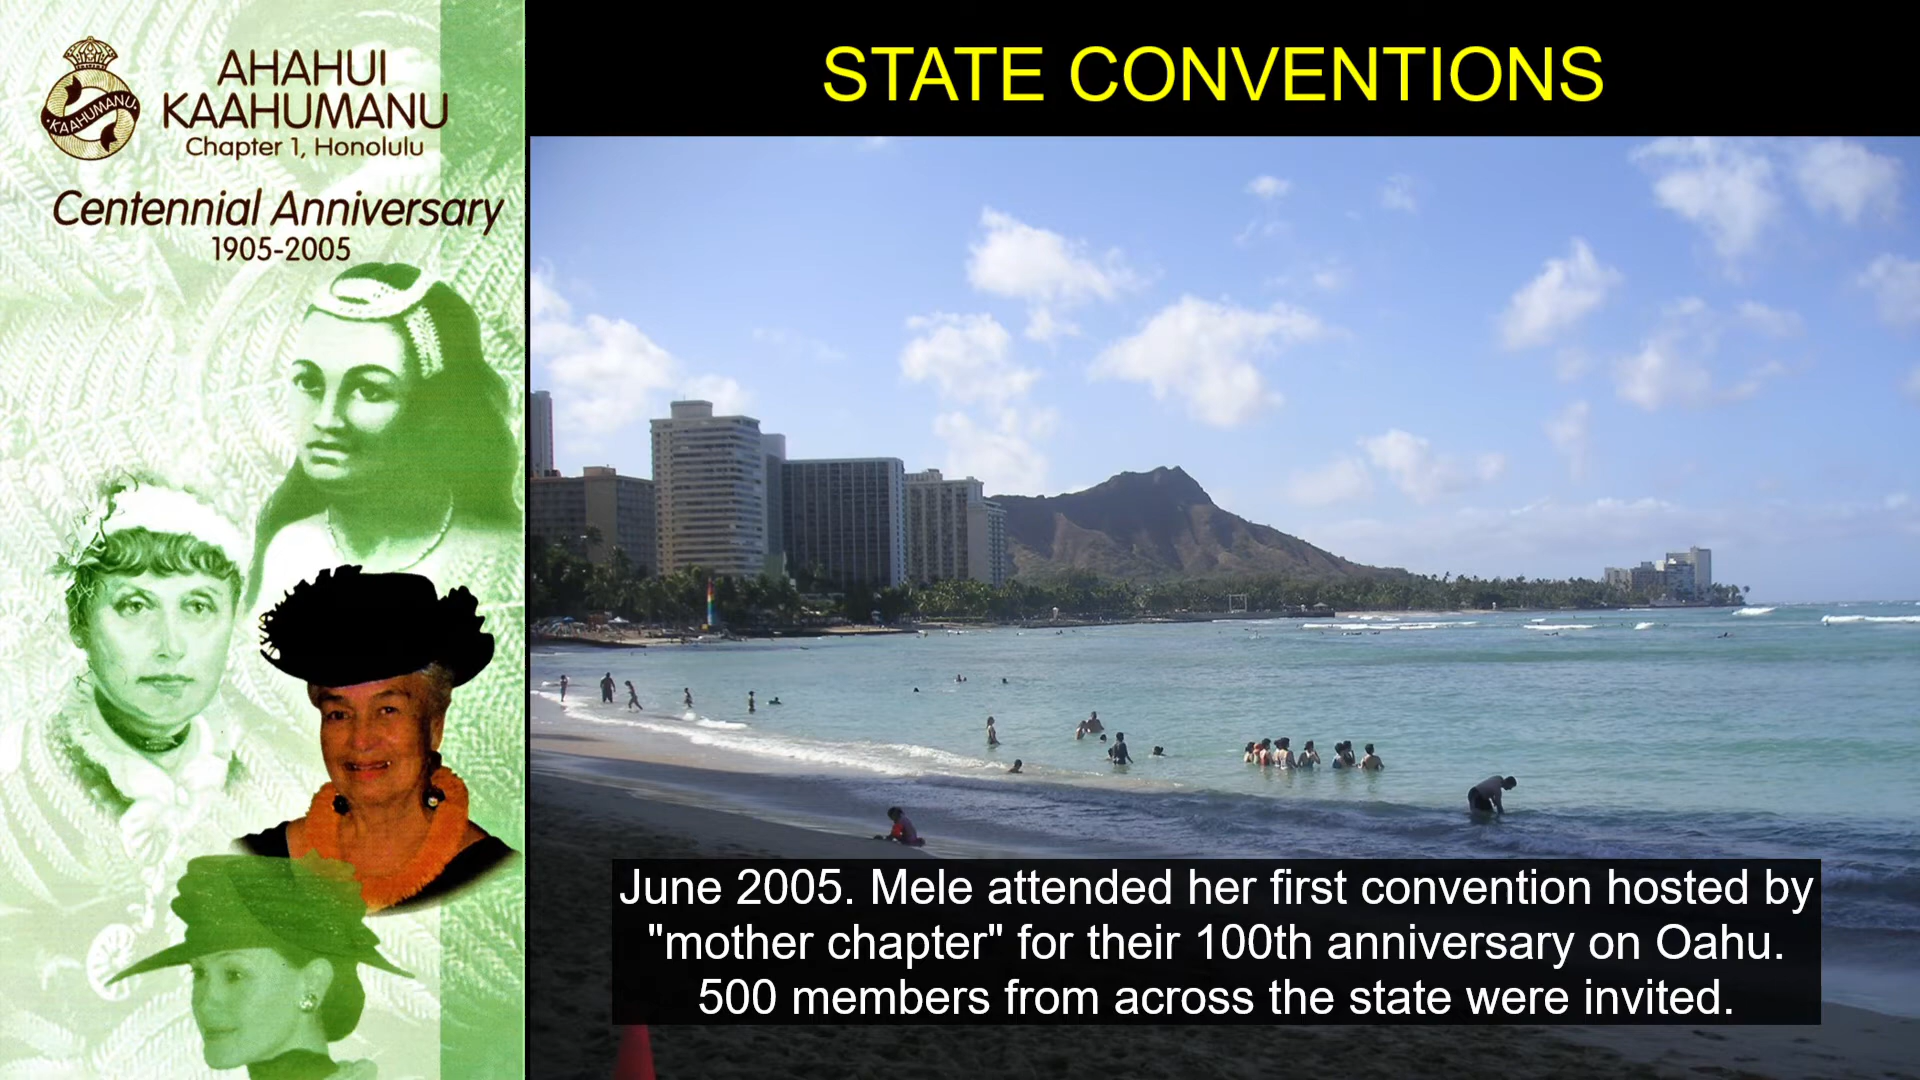 KAAHUMANU
AHAHUI
KAAHUMANU
Chapter 1, Honolulu
Centennial Anniversary
1905-2005
STATE CONVENTIONS
June 2005. Mele attended her first convention hosted by
"mother chapter" for their 100th anniversary on Oahu.
500 members from across the state were invited.